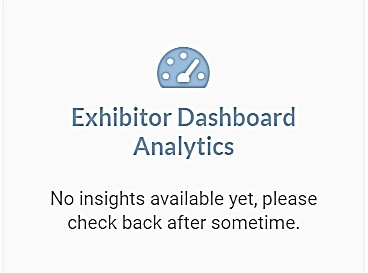 Exhibitor Dashboard
Analytics
No insights available yet, please
check back after sometime.